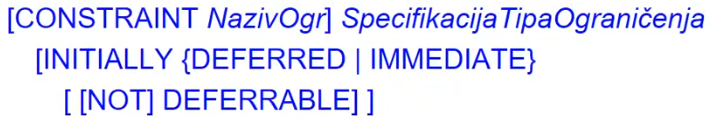 [CONSTRAINT NazivOgr] SpecifikacijaTipaOgraničenja
[INITIALLY {DEFERRED | IMMEDIATE}
[ [NOT] DEFERRABLE] ]